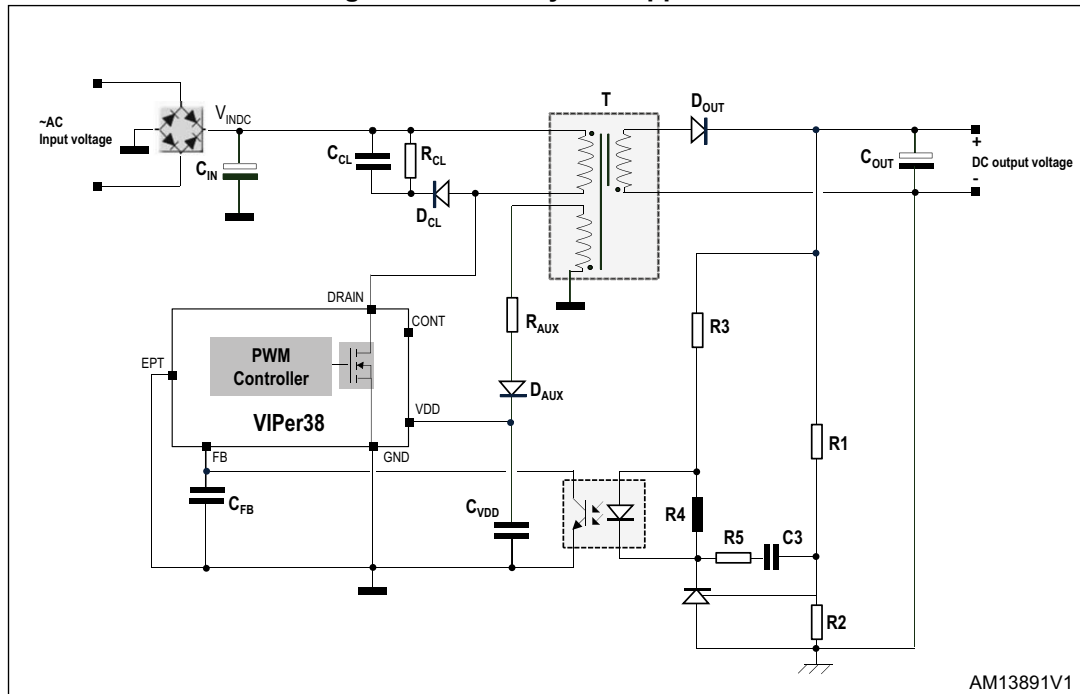 ~AC
Input voltage
V_INDC
C_IN
C_CL
R_CL
D_CL
T
D_OUT
C_OUT
+
DC output voltage
-
DRAIN
CONT
EPT
PWM
Controller
VIPer38
VDD
FB
GND
R_AUX
D_AUX
C_FB
C_VDD
R3
R1
R4
R5
C3
R2
AM13891V1